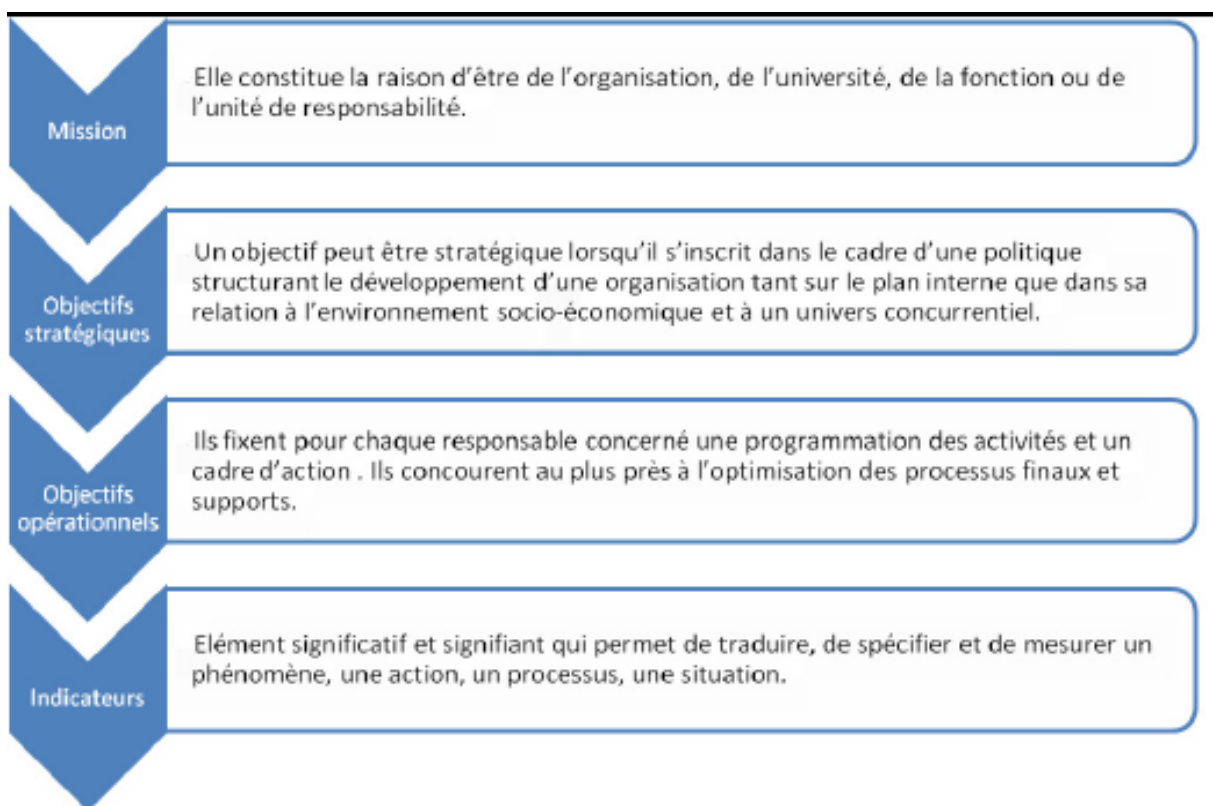 Mission
Elle constitue la raison d'être de l'organisation, de l'université, de la fonction ou de
l'unité de responsabilité.
Objectifs
stratégiques
Un objectif peut être stratégique lorsqu'il s'inscrit dans le cadre d'une politique
structurant le développement d'une organisation tant sur le plan interne que dans sa
relation à l'environnement socio-économique et à un univers concurrentiel.
Objectifs
opérationnels
Ils fixent pour chaque responsable concerné une programmation des activités et un
cadre d'action . Ils concourent au plus près à l'optimisation des processus finaux et
supports.
Indicateurs
Elément significatif et signifiant qui permet de traduire, de spécifier et de mesurer un
phénomène, une action, un processus, une situation.